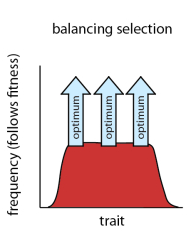 balancing selection
frequency (follows fitness)
optimum
optimum
optimum
trait